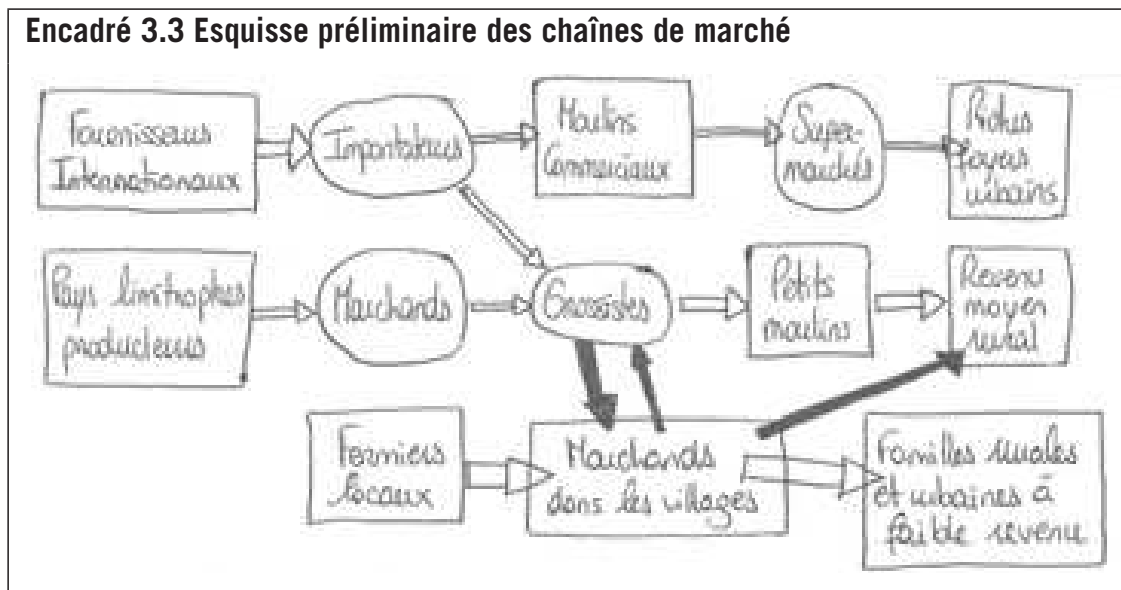 Encadré 3.3 Esquisse préliminaire des chaînes de marché
Fournisseurs
Internationaux
Importateurs
Moulins
Commerciaux
Super-
marchés
Riches
foyers
urbains
Pays limitrophes
producteurs
Marchands
Grossistes
Petits
moulins
Revenu
moyen
rural
Fermiers
locaux
Marchands
dans les villages
Familles rurales
et urbaines à
faible revenu